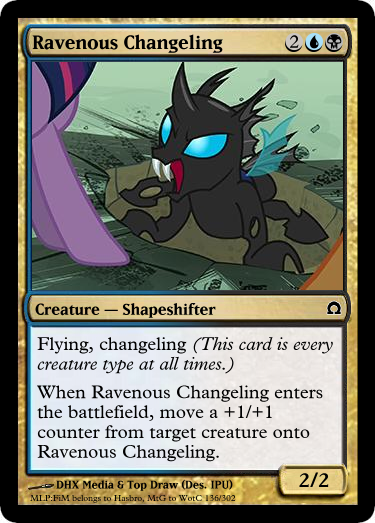 Ravenous Changeling 2
Creature — Shapeshifter Ω
Flying, changeling (This card is every
creature type at all times.)
When Ravenous Changeling enters
the battlefield, move a +1/+1
counter from target creature onto
Ravenous Changeling.
2/2
DHX Media & Top Draw (Des. IPU)
MLP:FiM belongs to Hasbro, MtG to WotC 136/302